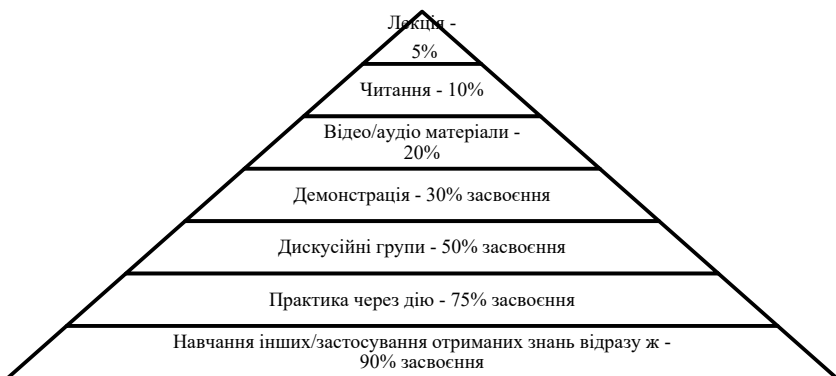 Лекція -
5%
Читання - 10%
Відео/аудіо матеріали -
20%
Демонстрація - 30% засвоєння
Дискусійні групи - 50% засвоєння
Практика через дію - 75% засвоєння
Навчання інших/застосування отриманих знань відразу ж -
90% засвоєння